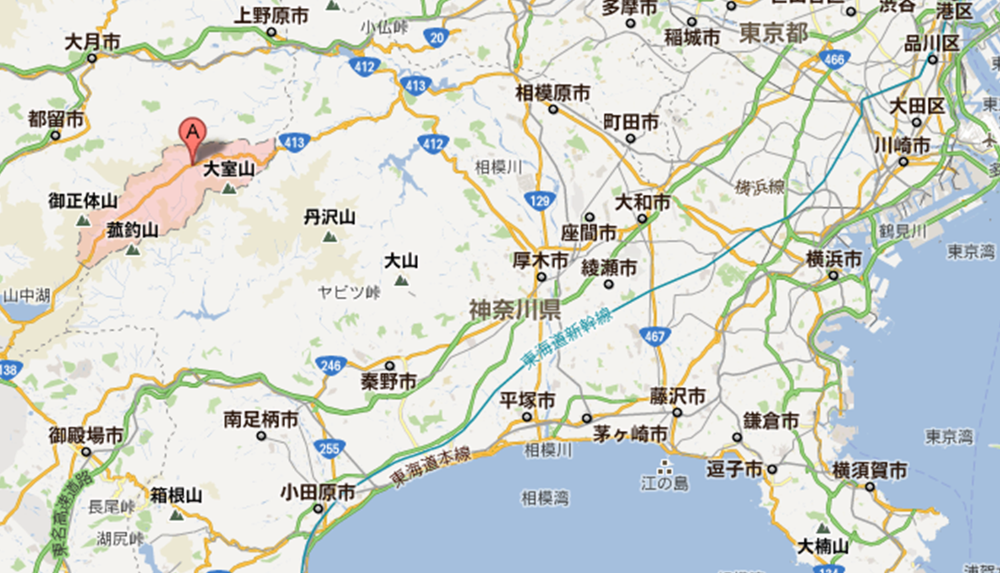 多摩市
渋谷
港区
上野原市
小仏峠
20
稲城市
東京都
品川区
大月市
412
466
413
相模原市
大田区
都留市
町田市
A
413
412
川崎市
大室山
相模川
横浜線
御正体山
129
大和市
丹沢山
菰釣山
座間市
鶴見川
東京湾
大山
厚木市
綾瀬市
横浜市
山中湖
ヤビツ峠
神奈川県
東海道新幹線
467
138
246
秦野市
平塚市
藤沢市
南足柄市
鎌倉市
御殿場市
茅ヶ崎市
東京湾
255
相模川
東海道本線
逗子市
横須賀市
江の島
小田原市
箱根山
相模湾
東名高速道路
長尾峠
湖尻峠
大楠山
134